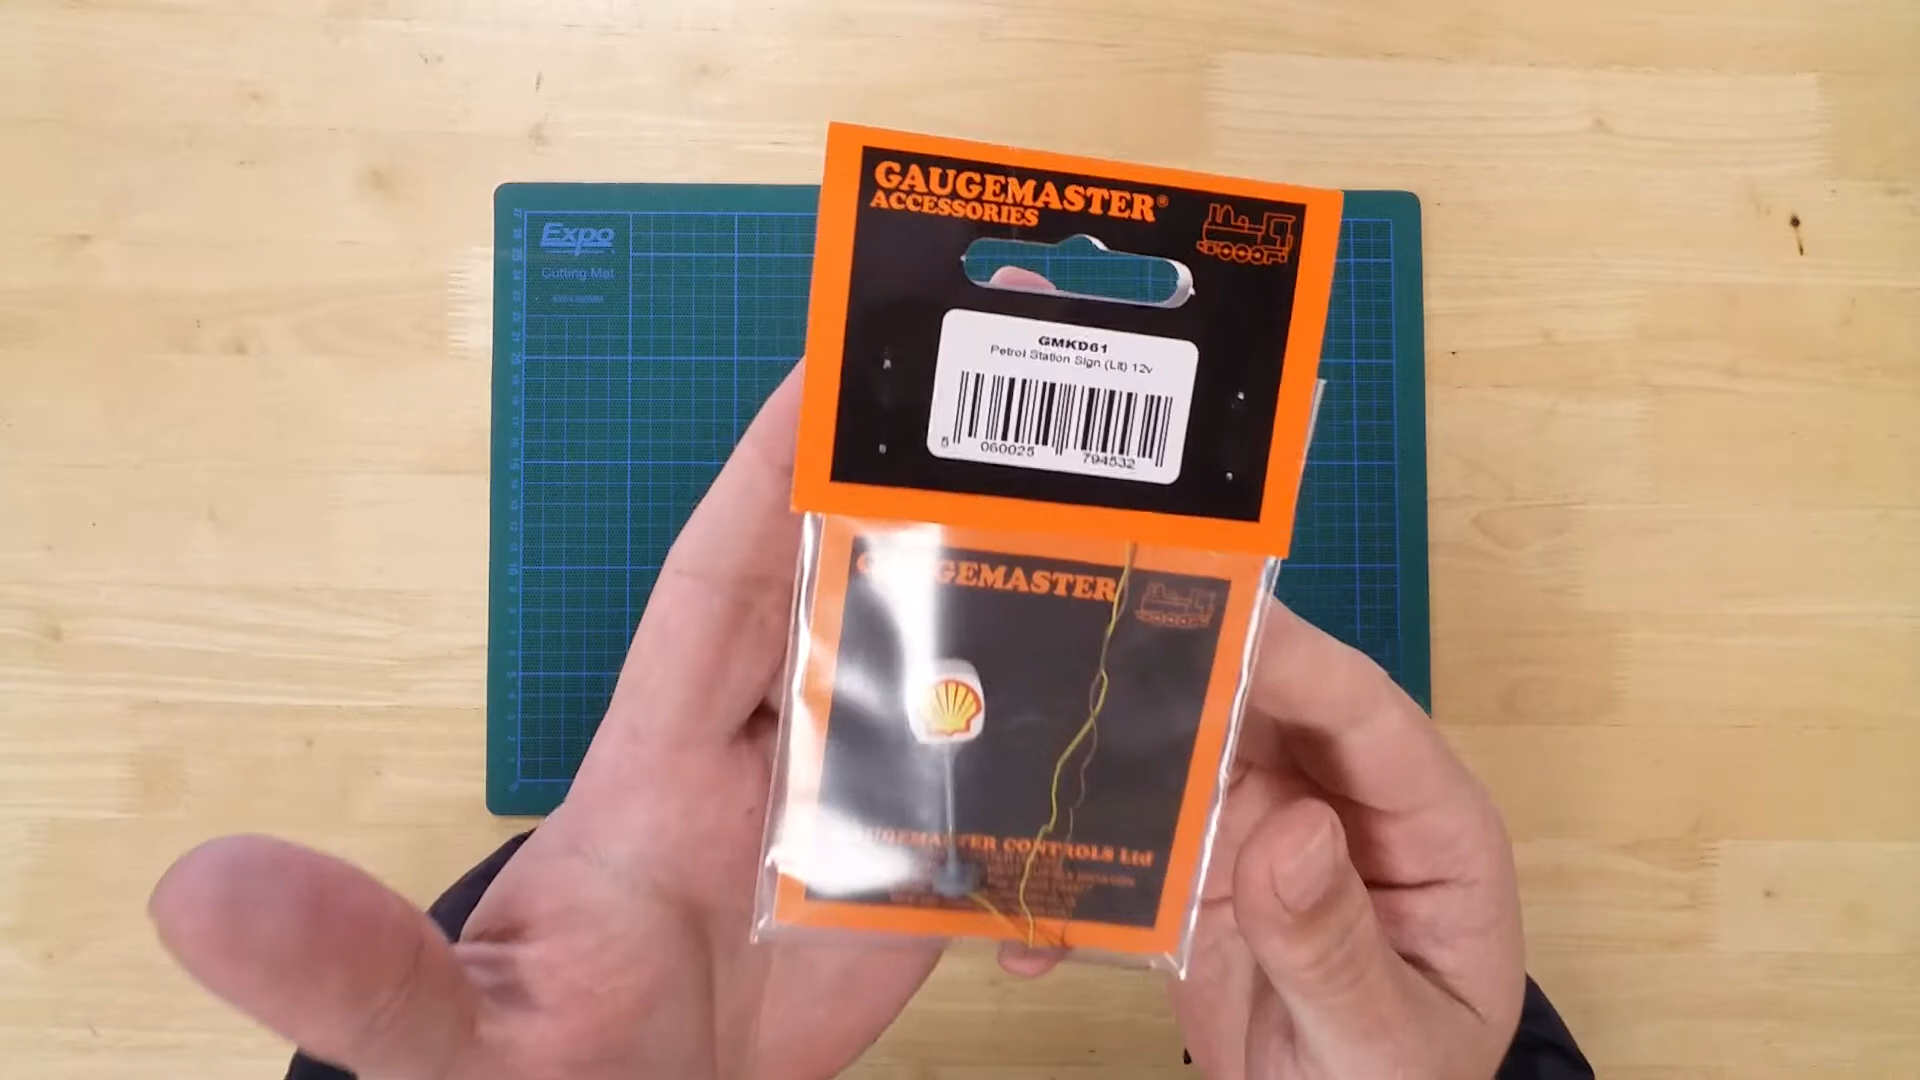 GAUGEMASTER®
ACCESSORIES
Expo
Cutting Mat
GMKD61
Petrol Station Sign (Lit) 12v
5 060025 794532
GAUGEMASTER
GAUGEMASTER CONTROLS Ltd